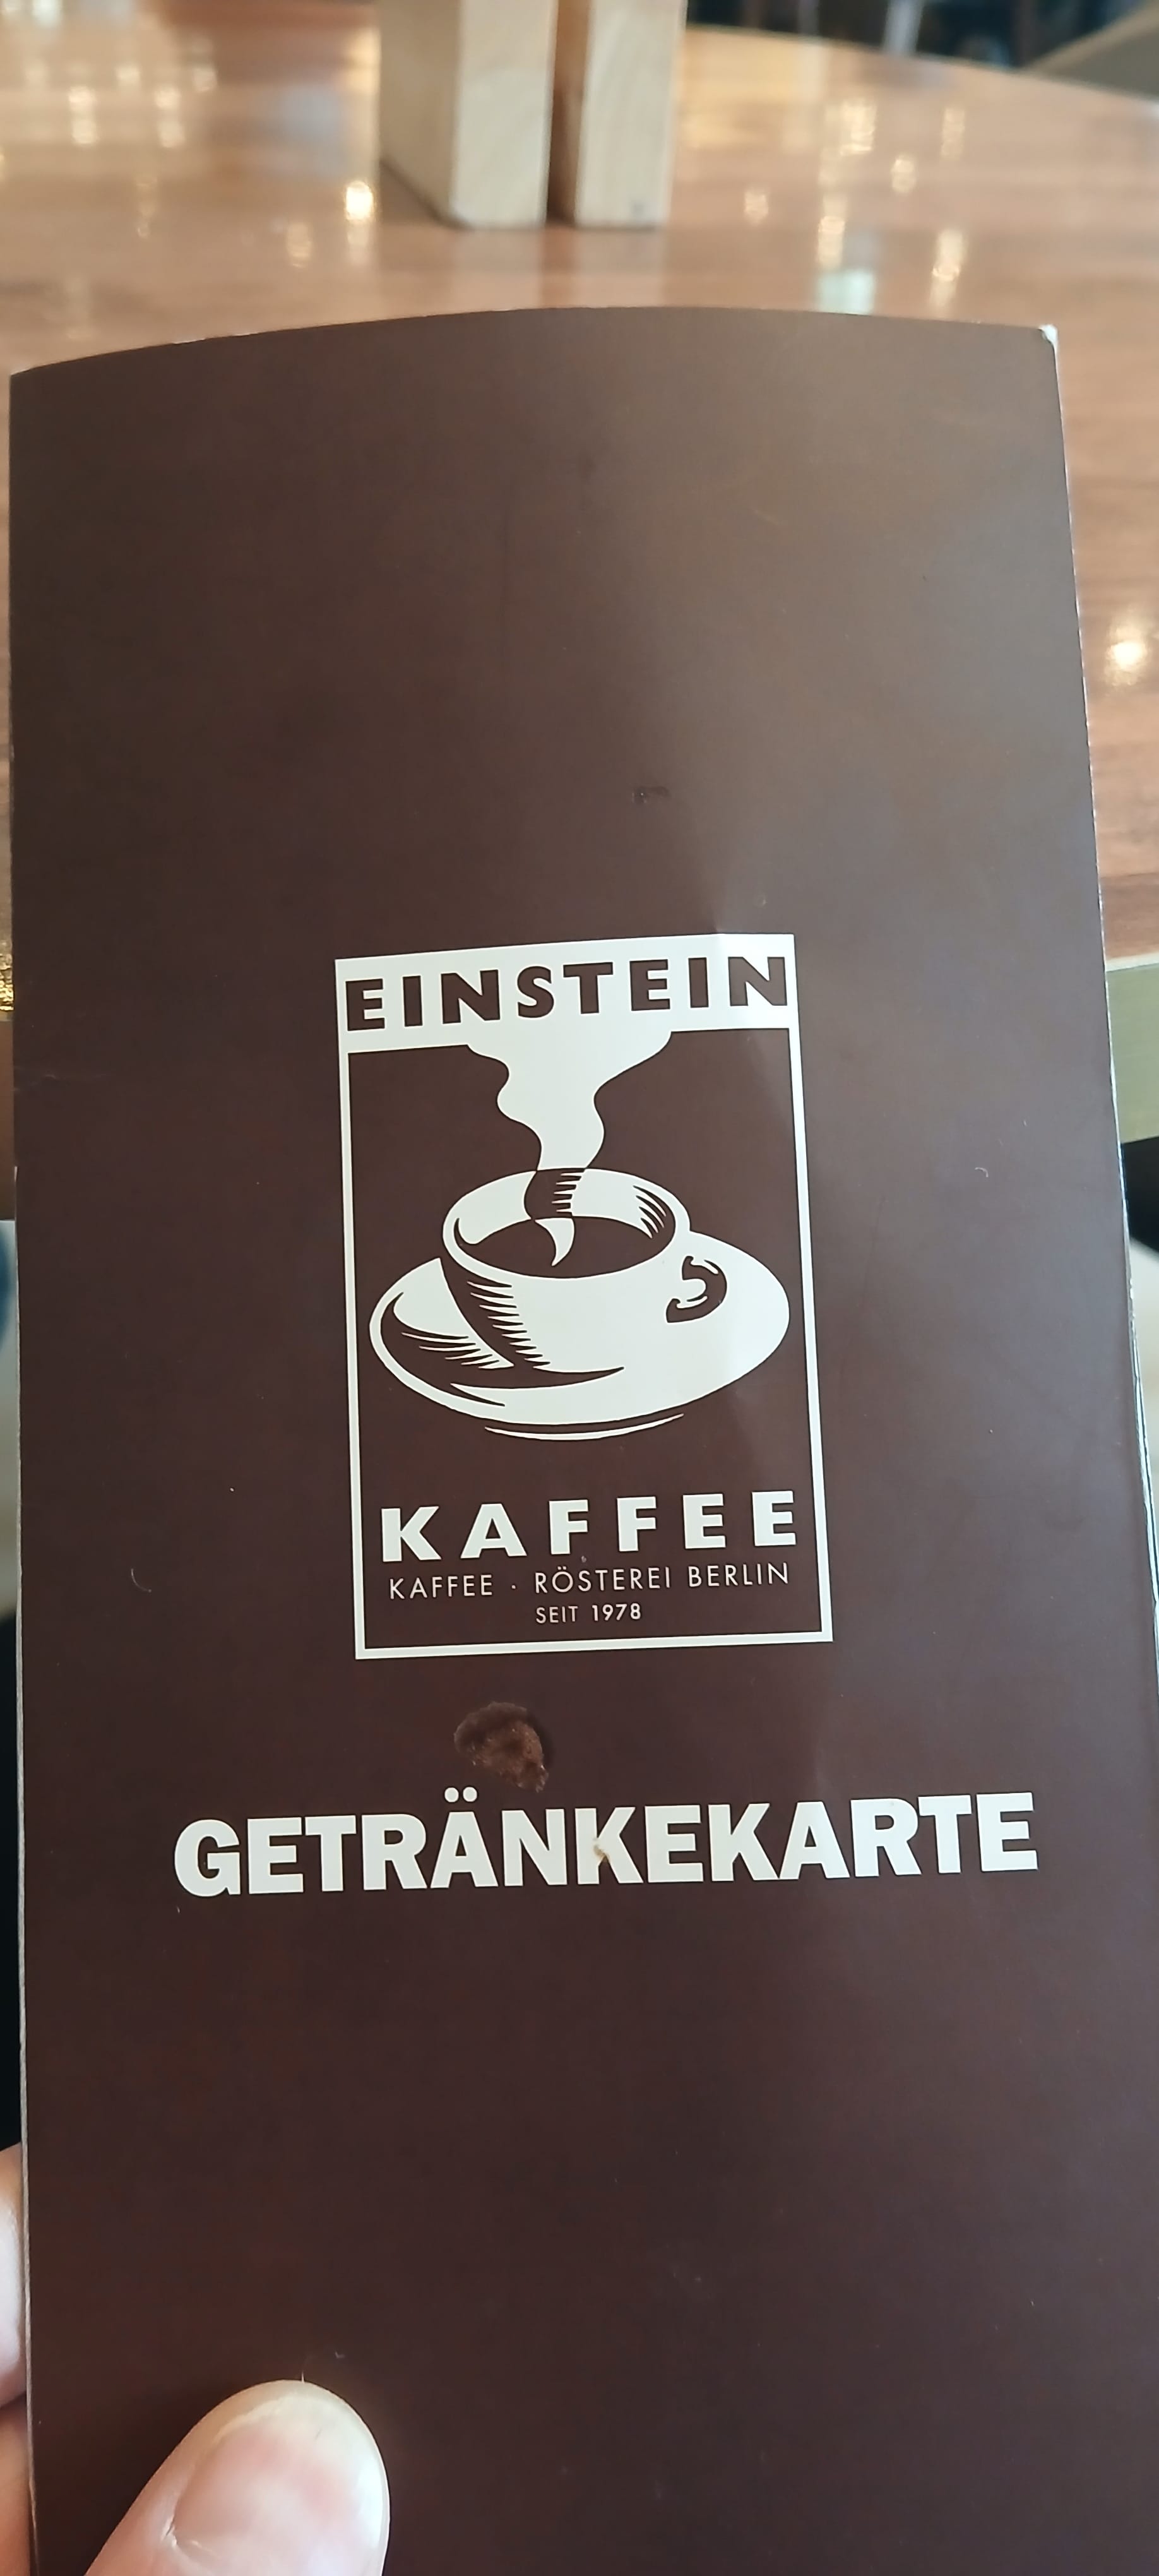 EINSTEIN
KAFFEE
KAFFEE · RÖSTEREI BERLIN
SEIT 1978
GETRÄNKEKARTE